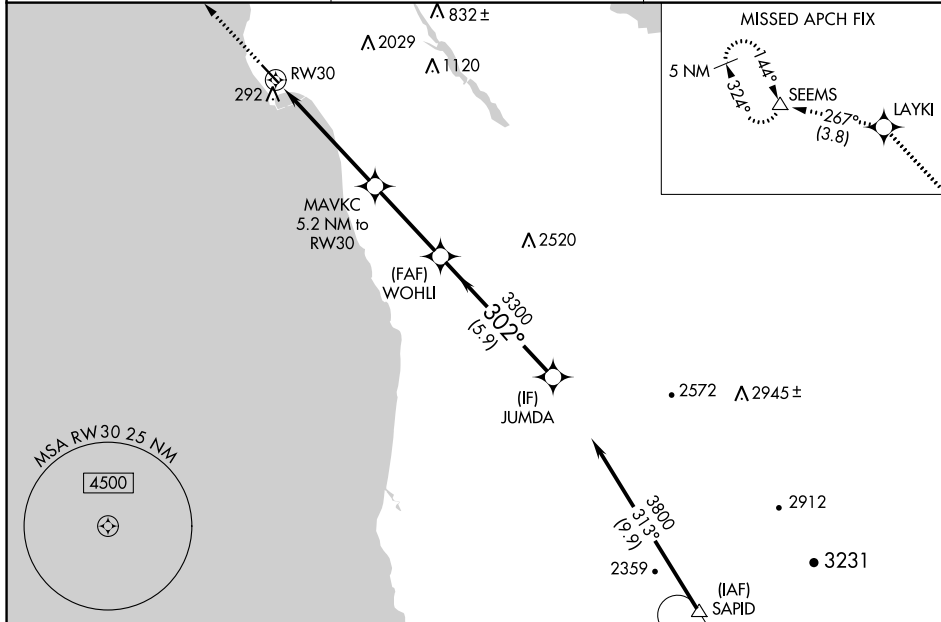 832±
2029
1120
RW30
292
MISSED APCH FIX
5 NM
144°
324°
SEEMS
267°
(3.8)
LAYKI
MAVKC
5.2 NM to
RW30
2520
(FAF)
WOHLI
3300
302°
(5.9)
(IF)
JUMDA
2572
2945±
MSA RW30 25 NM
4500
3800
313°
(9.9)
2912
2359
3231
(IAF)
SAPID